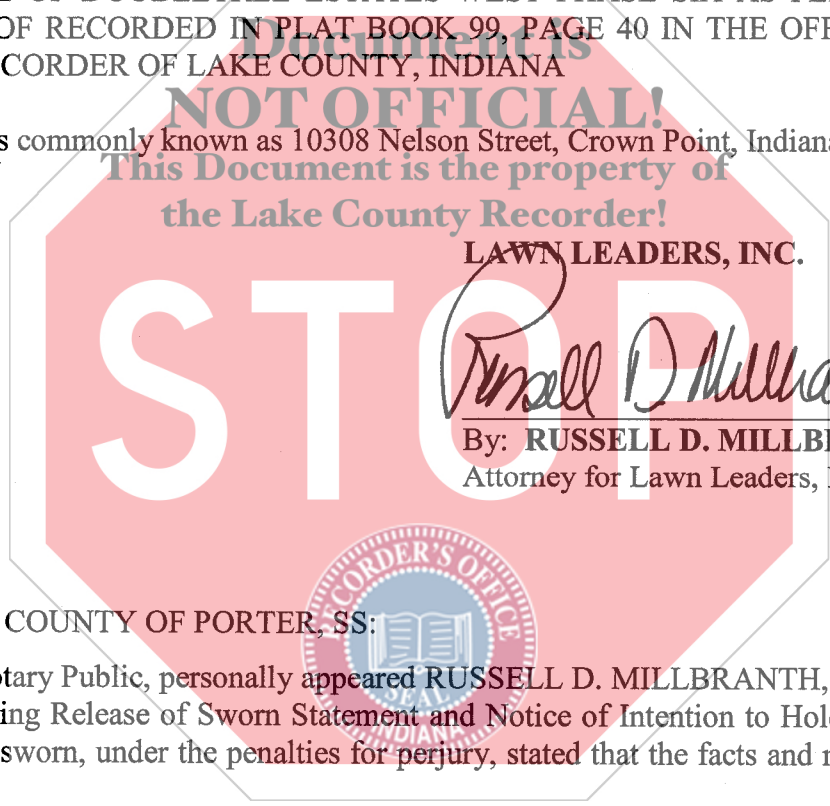 OF RECORDED IN PLAT BOOK 99, PAGE 40 IN THE OFF
CORDER OF LAKE COUNTY, INDIANA
Document is
NOT OFFICIAL!
s commonly known as 10308 Nelson Street, Crown Point, Indiana
This Document is the property of
the Lake County Recorder!
LAWN LEADERS, INC.
STOP
Russell D. Millbra
By: RUSSELL D. MILLB
Attorney for Lawn Leaders,
RECORDER'S OFFICE
SEAL
INDIANA
COUNTY OF PORTER, SS:
tary Public, personally appeared RUSSELL D. MILLBRANTH,
ing Release of Sworn Statement and Notice of Intention to Hol
sworn, under the penalties for perjury, stated that the facts and